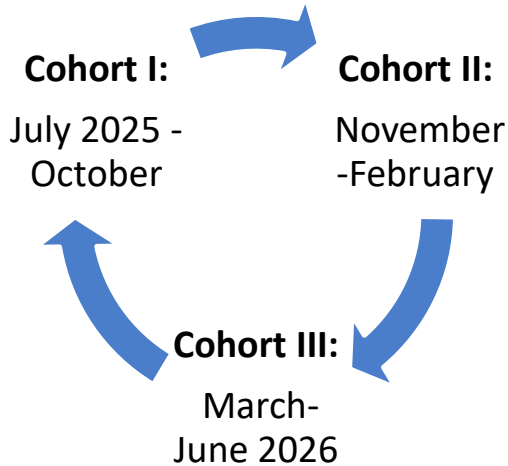 Cohort I:
July 2025 -
October
Cohort II:
November
-February
Cohort III:
March-
June 2026